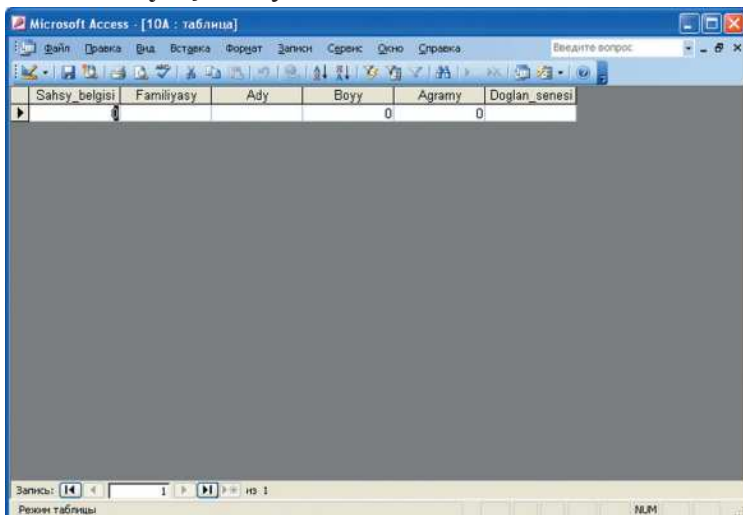 Microsoft Access - [10A : таблица]
Файл Правка Вид Вставка Формат Записи Сервис Окно Справка Введите вопрос
Sahsy_belgisi Familiyasy Ady Boyy Agramy Doglan_senesi
0 0 0
Запись: 1 из 1
Режим таблицы NUM